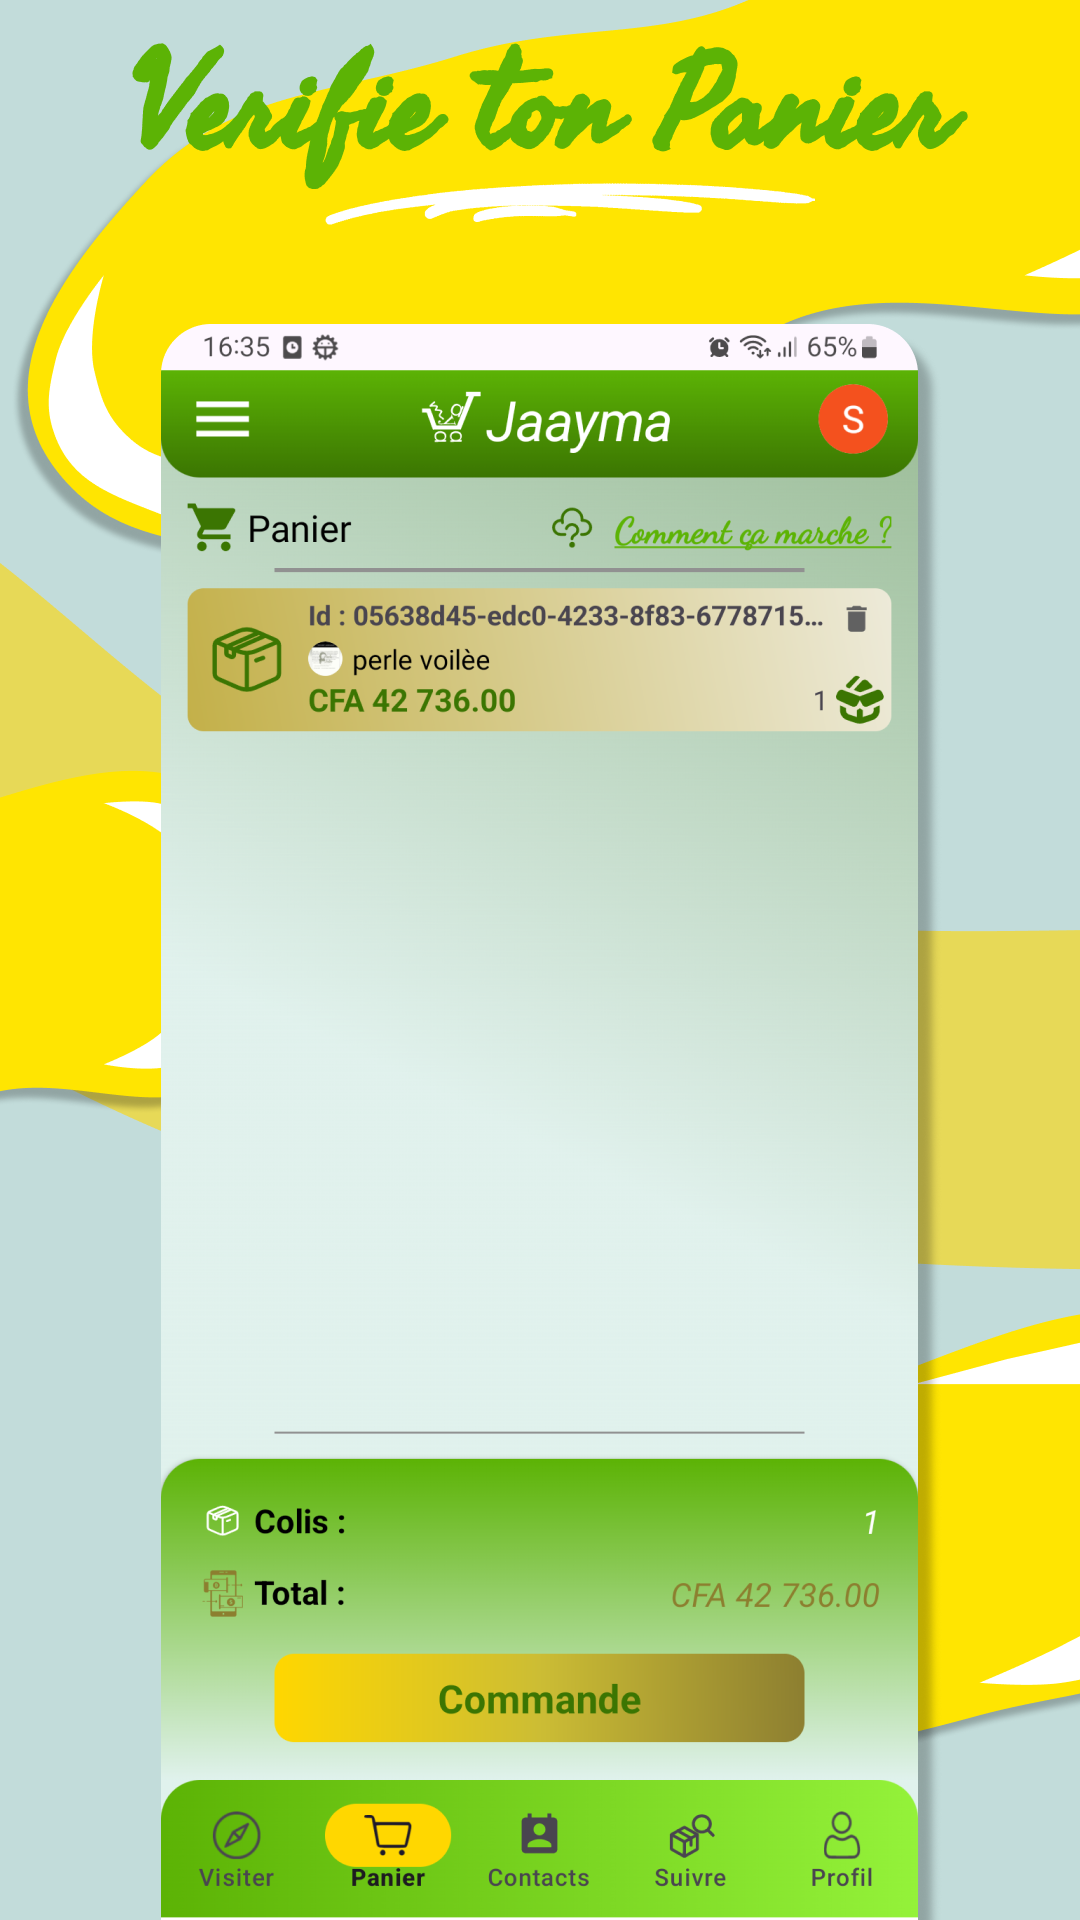 Verifie ton Panier
16:35 65%
Jaayma S
Panier Comment ça marche ?
Id : 05638d45-edc0-4233-8f83-6778715...
perle voilèe
CFA 42 736.00 1
Colis : 1
Total : CFA 42 736.00
Commande
Visiter Panier Contacts Suivre Profil